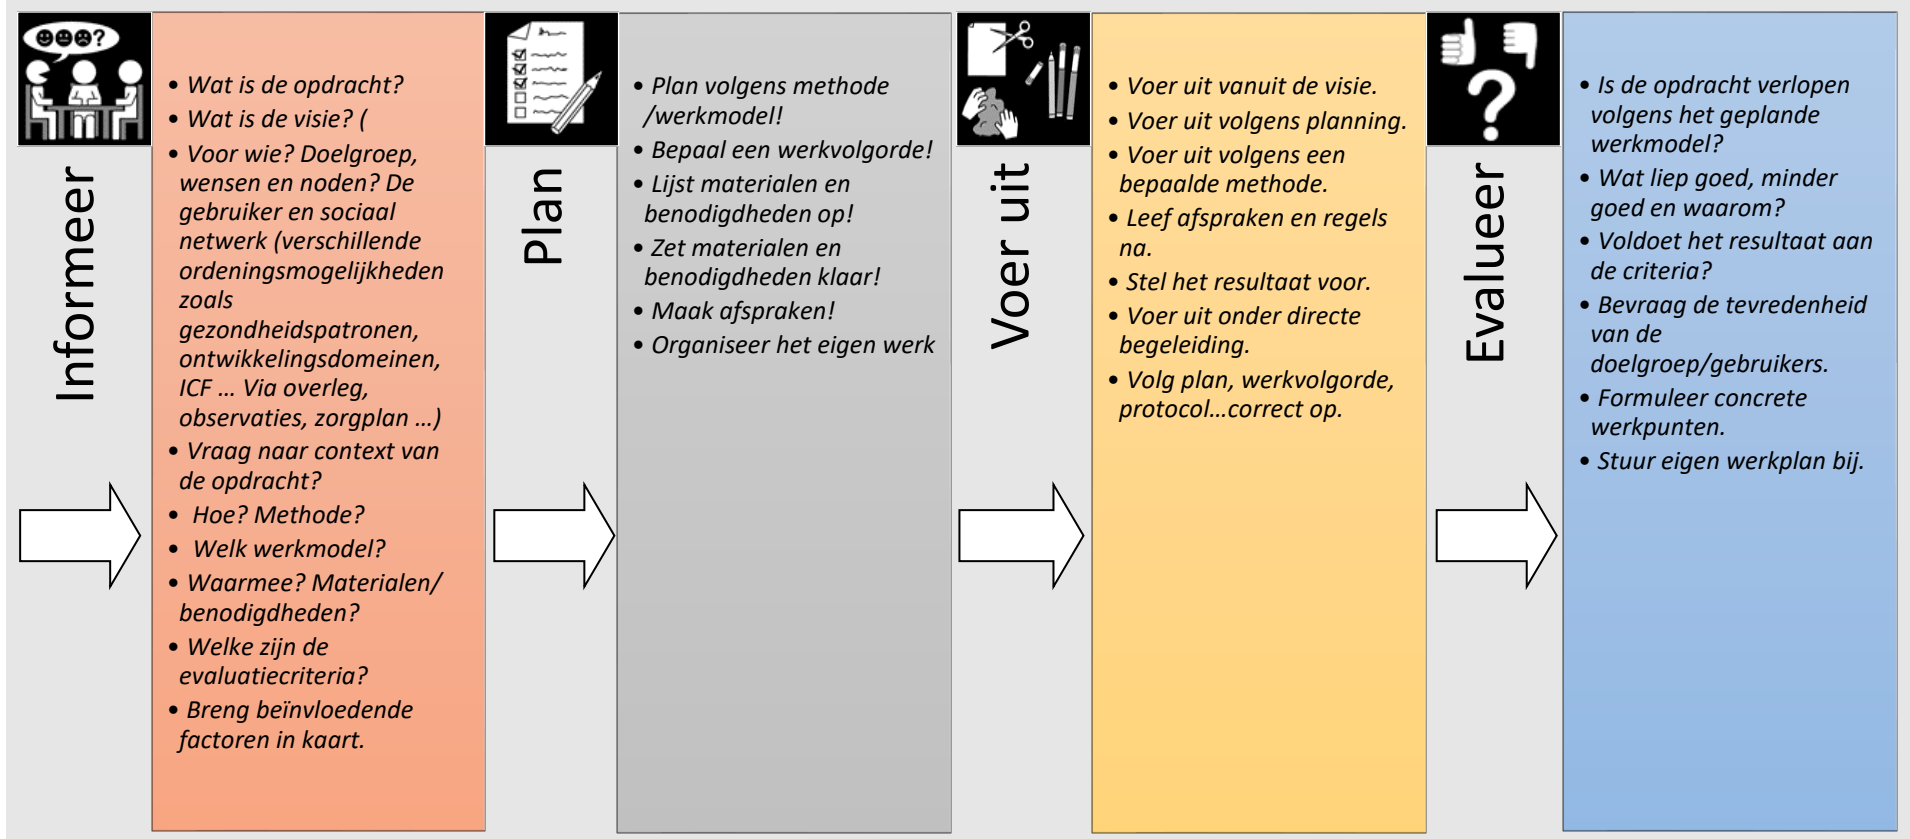 ?
Informeer
• Wat is de opdracht?
• Wat is de visie? (
• Voor wie? Doelgroep,
wensen en noden? De
gebruiker en sociaal
netwerk (verschillende
ordeningsmogelijkheden
zoals
gezondheidspatronen,
ontwikkelingsdomeinen,
ICF … Via overleg,
observaties, zorgplan …)
• Vraag naar context van
de opdracht?
• Hoe? Methode?
• Welk werkmodel?
• Waarmee? Materialen/
benodigdheden?
• Welke zijn de
evaluatiecriteria?
• Breng beïnvloedende
factoren in kaart.
Plan
• Plan volgens methode
/werkmodel!
• Bepaal een werkvolgorde!
• Lijst materialen en
benodigdheden op!
• Zet materialen en
benodigdheden klaar!
• Maak afspraken!
• Organiseer het eigen werk
Voer uit
• Voer uit vanuit de visie.
• Voer uit volgens planning.
• Voer uit volgens een
bepaalde methode.
• Leef afspraken en regels
na.
• Stel het resultaat voor.
• Voer uit onder directe
begeleiding.
• Volg plan, werkvolgorde,
protocol…correct op.
?
Evalueer
• Is de opdracht verlopen
volgens het geplande
werkmodel?
• Wat liep goed, minder
goed en waarom?
• Voldoet het resultaat aan
de criteria?
• Bevraag de tevredenheid
van de
doelgroep/gebruikers.
• Formuleer concrete
werkpunten.
• Stuur eigen werkplan bij.